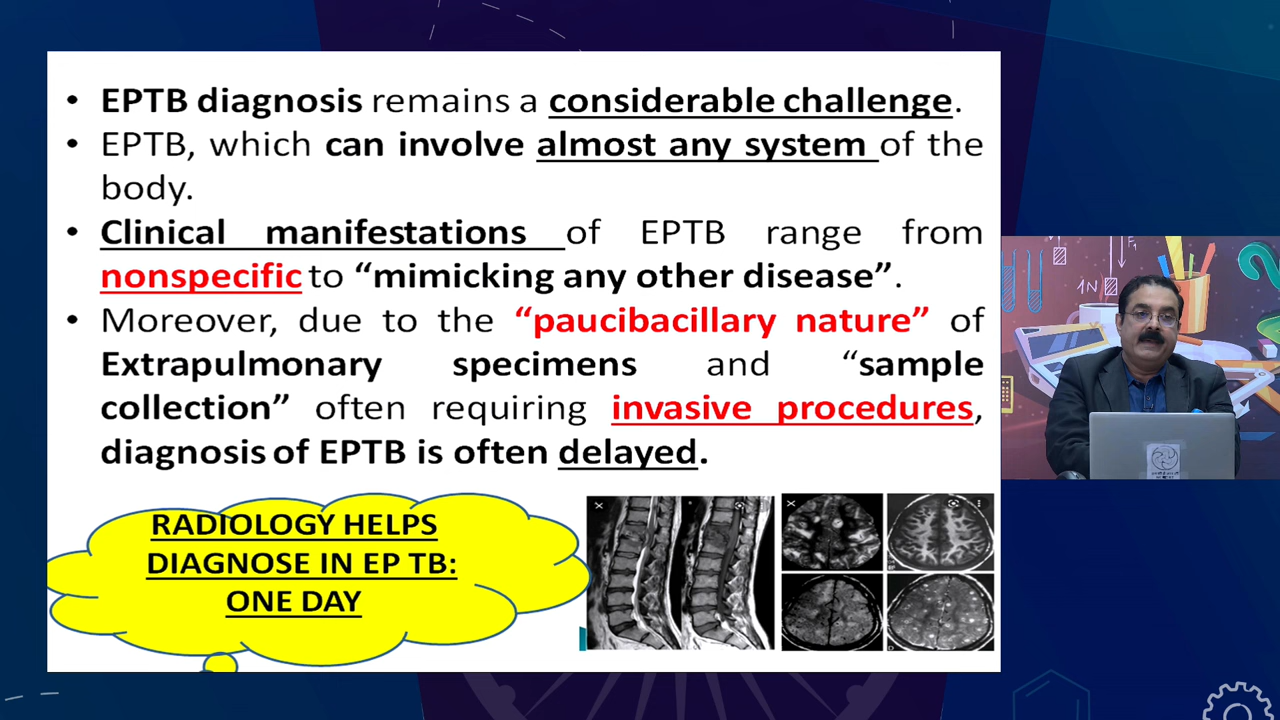 • EPTB diagnosis remains a considerable challenge.
• EPTB, which can involve almost any system of the
body.
• Clinical manifestations of EPTB range from
nonspecific to “mimicking any other disease”.
• Moreover, due to the “paucibacillary nature” of
Extrapulmonary specimens and “sample
collection” often requiring invasive procedures,
diagnosis of EPTB is often delayed.
RADIOLOGY HELPS
DIAGNOSE IN EP TB:
ONE DAY
1N
F₁